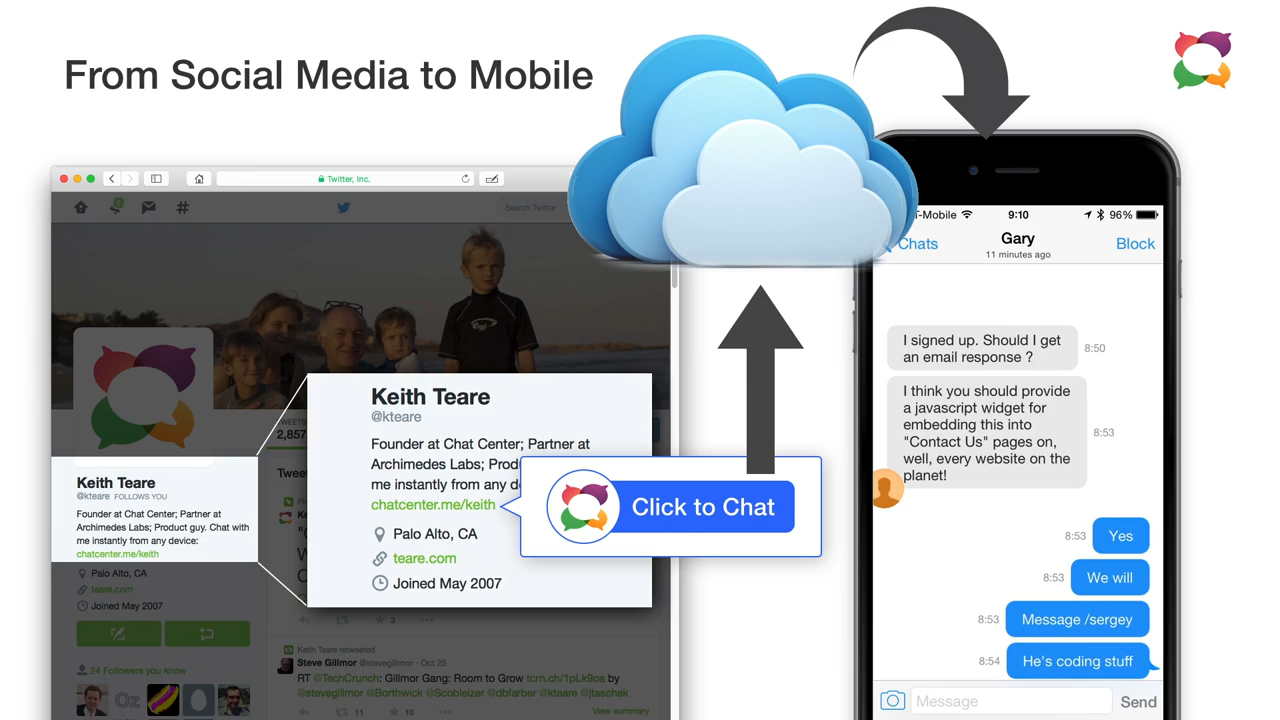 From Social Media to Mobile
Twitter, Inc.
Search Twitter
TWEETS
2,857
Keith Teare
@kteare FOLLOWS YOU
Founder at Chat Center; Partner at
Archimedes Labs; Product guy. Chat with
me instantly from any device:
chatcenter.me/keith
Palo Alto, CA
teare.com
Joined May 2007
24 Followers you know
Keith Teare
@kteare
Founder at Chat Center; Partner at
Archimedes Labs;
me instantly from any
chatcenter.me/keith
Palo Alto, CA
teare.com
Joined May 2007
Click to Chat
3
Keith Teare retweeted
Steve Gillmor @stevegillmor · Oct 25
RT @TechCrunch: Gillmor Gang: Room to Grow tcrn.ch/1pLk9oa by
@stevegillmor @Borthwick @Scobleizer @dbfarber @kteare @jtaschek
11 10 View summary
T-Mobile 9:10 96%
Chats Gary Block
11 minutes ago
I signed up. Should I get
an email response ?
8:50
I think you should provide
a javascript widget for
embedding this into
"Contact Us" pages on,
well, every website on the
planet!
8:53
8:53 Yes
8:53 We will
8:53 Message /sergey
8:54 He's coding stuff
Message Send